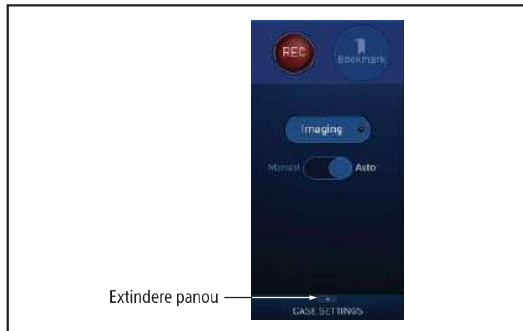 REC
Bookmark
Imaging
Manual Auto
Extindere panou
CASE SETTINGS